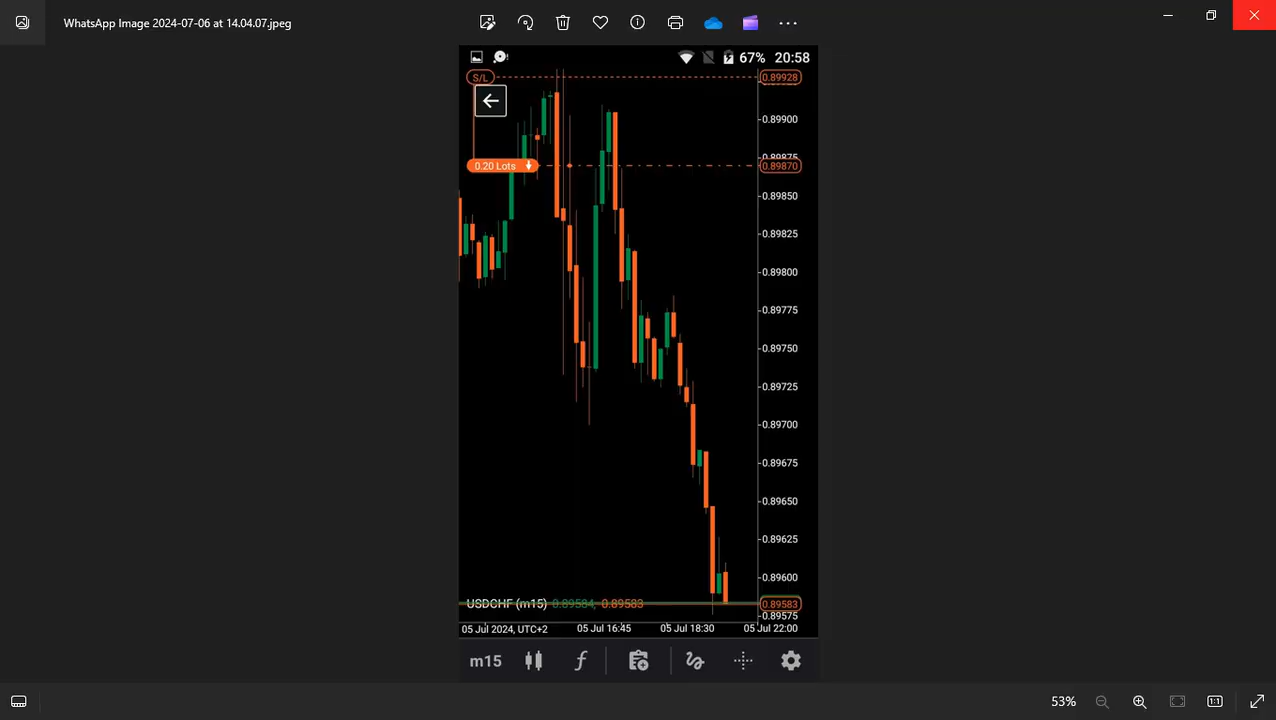 WhatsApp Image 2024-07-06 at 14.04.07.jpeg
67% 20:58
S/L 0.89928
0.89900
0.20 Lots 0.89870
0.89850
0.89825
0.89800
0.89775
0.89750
0.89725
0.89700
0.89675
0.89650
0.89625
0.89600
USDCHF (m15) 0.89584, 0.89583 0.89583
0.89575
05 Jul 2024, UTC+2 05 Jul 16:45 05 Jul 18:30 05 Jul 22:00
m15
53% 1:1